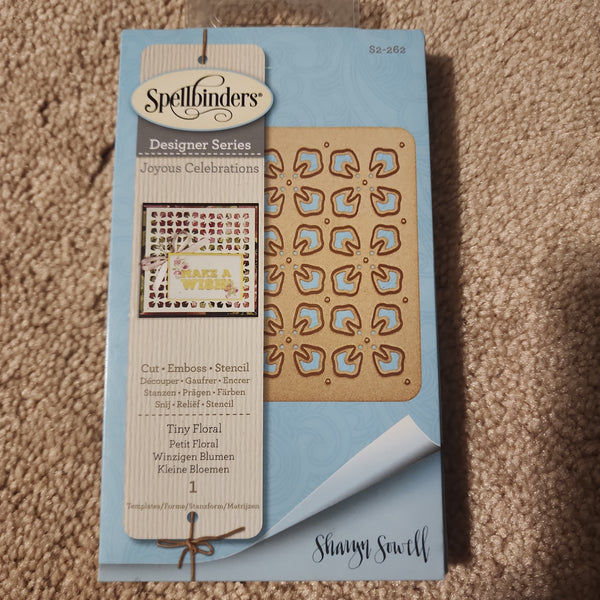 S2-262
Spellbinders®
Designer Series
Joyous Celebrations
MAKE A
WISH!
Cut • Emboss • Stencil
Découper • Gaufrer • Encrer
Stanzen • Prägen • Färben
Snij • Reliëf • Stencil
Tiny Floral
Petit Floral
Winzigen Blumen
Kleine Bloemen
1
Templates/Forme/Stanzform/Matrijzen
Sharyn Sowell